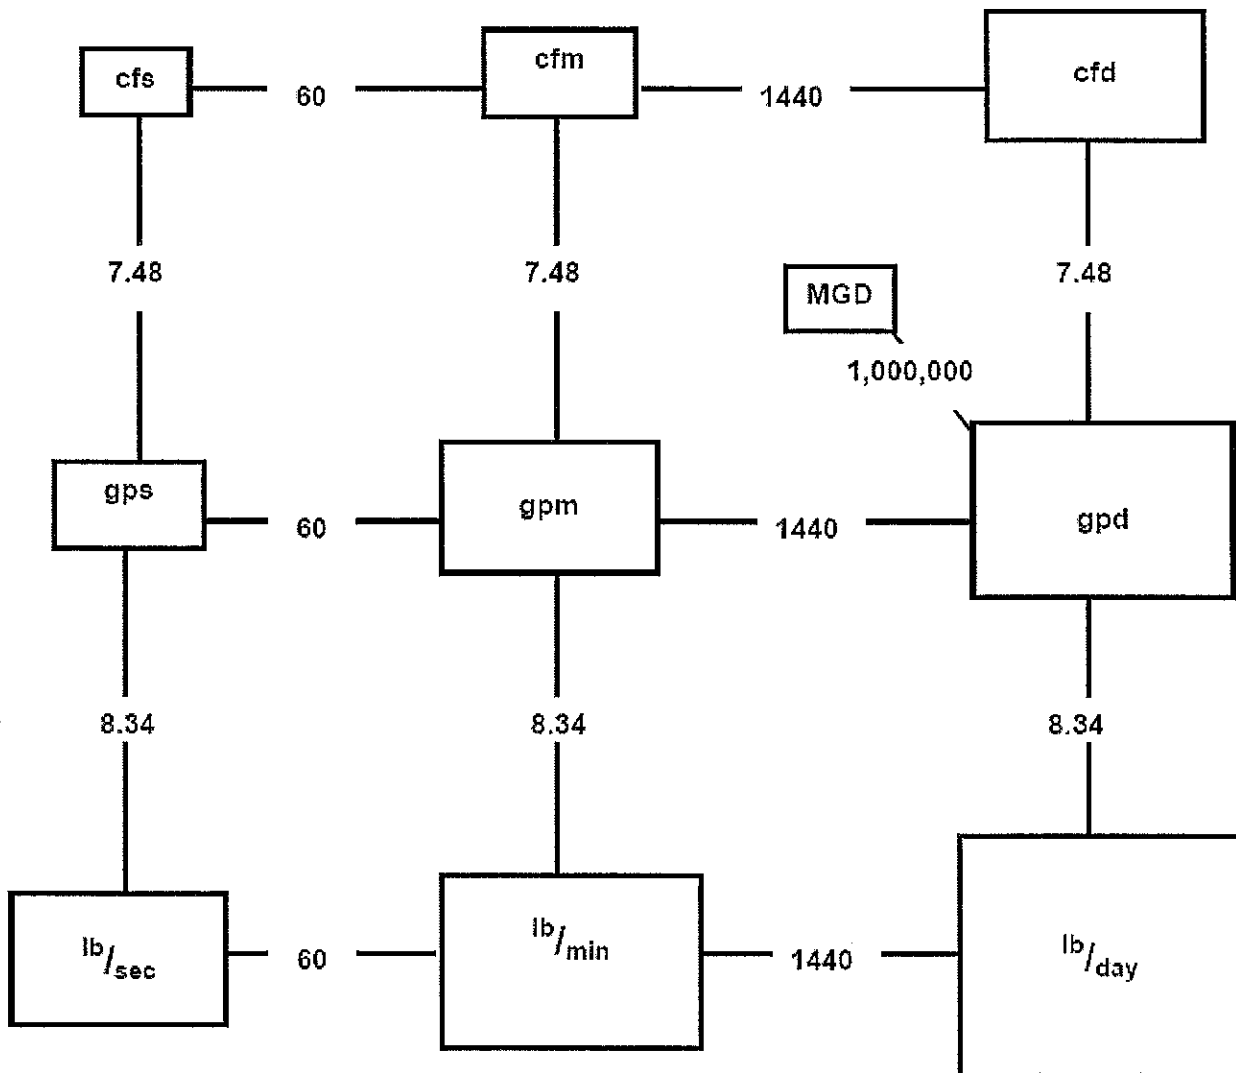 cfs
60
cfm
1440
cfd
7.48
7.48
7.48
MGD
1,000,000
gps
60
gpm
1440
gpd
8.34
8.34
8.34
lb/sec
60
lb/min
1440
lb/day